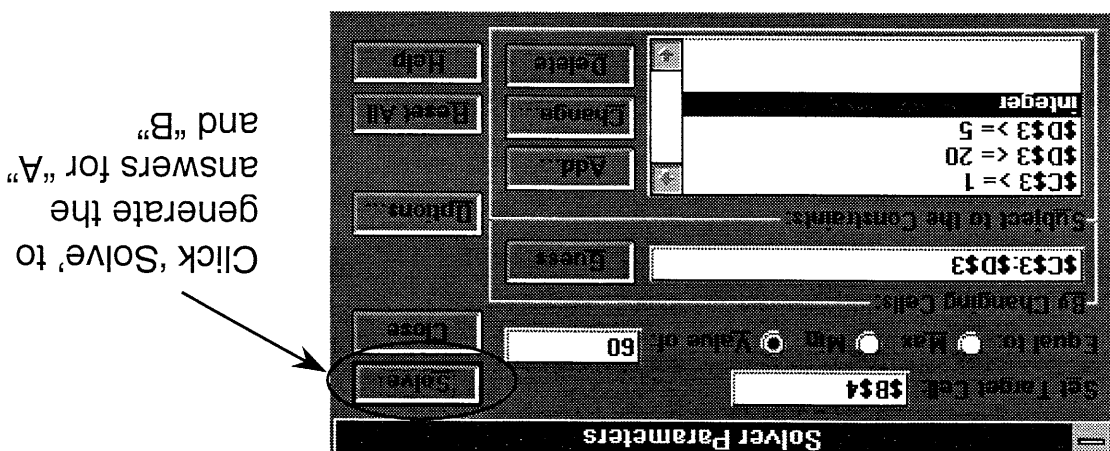 Solver Parameters
Set Target Cell: $B$4
Solve...
Equal to: Max Min Value of: 60
Close
By Changing Cells:
$C$3:$D$3
Guess
Subject to the Constraints:
Options...
$C$3 >= 1
$D$3 <= 20
$D$3 >= 5
integer
Add...
Change...
Delete
Reset All
Help
Click 'Solve' to
generate the
answers for "A"
and "B"